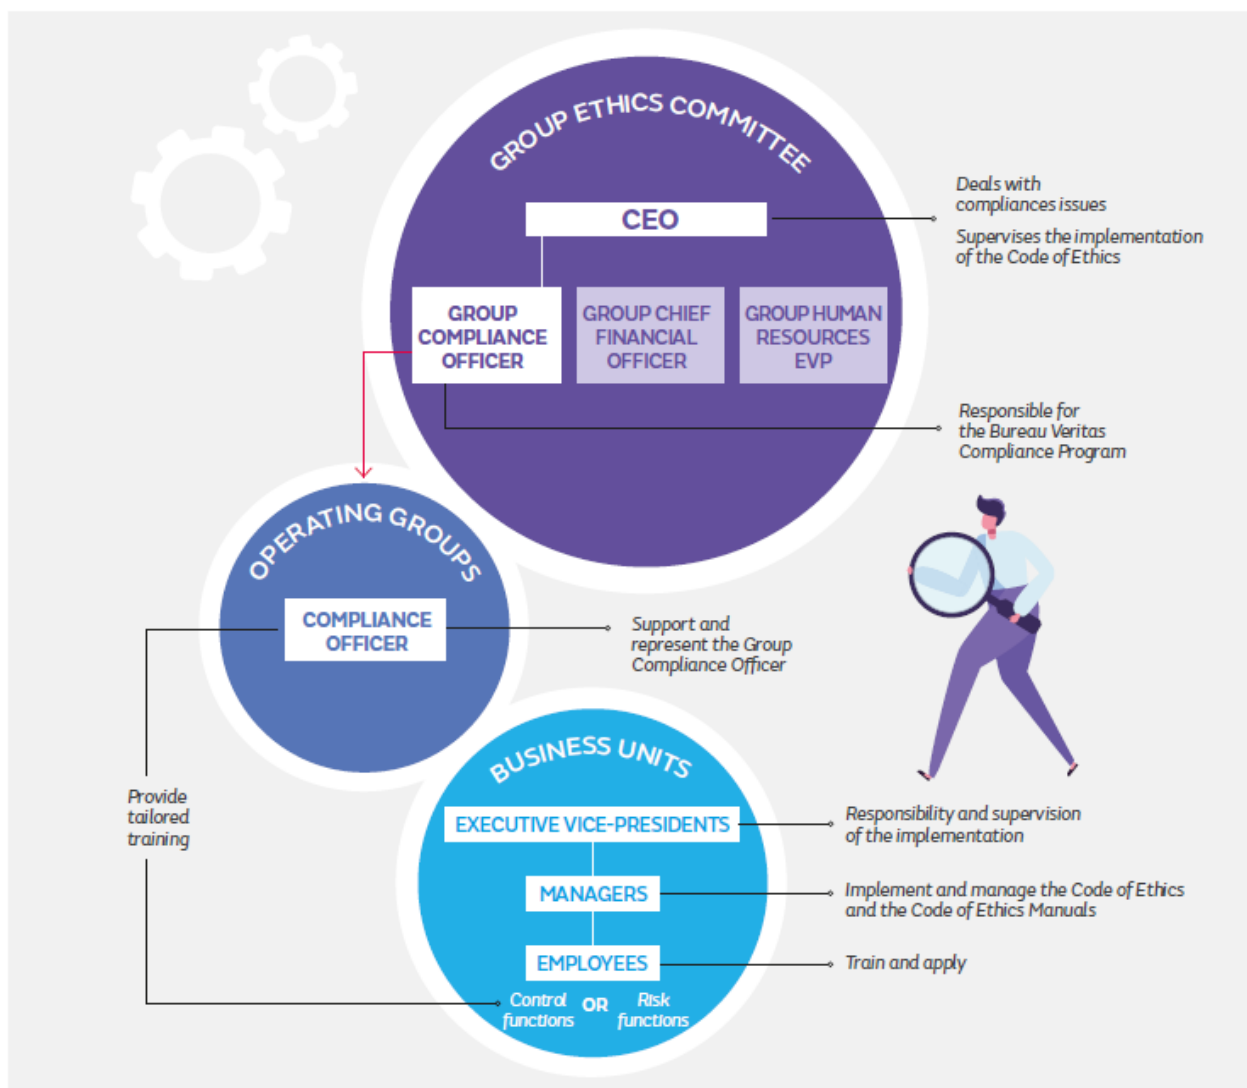 GROUP ETHICS COMMITTEE
CEO
Deals with
compliances issues
Supervises the implementation
of the Code of Ethics
GROUP
COMPLIANCE
OFFICER
GROUP CHIEF
FINANCIAL
OFFICER
GROUP HUMAN
RESOURCES
EVP
Responsible for
the Bureau Veritas
Compliance Program
OPERATING GROUPS
COMPLIANCE
OFFICER
Support and
represent the Group
Compliance Officer
Provide
tailored
training
BUSINESS UNITS
EXECUTIVE VICE-PRESIDENTS
Responsibility and supervision
of the implementation
MANAGERS
Implement and manage the Code of Ethics
and the Code of Ethics Manuals
EMPLOYEES
Train and apply
Control
functions
OR
Risk
functions